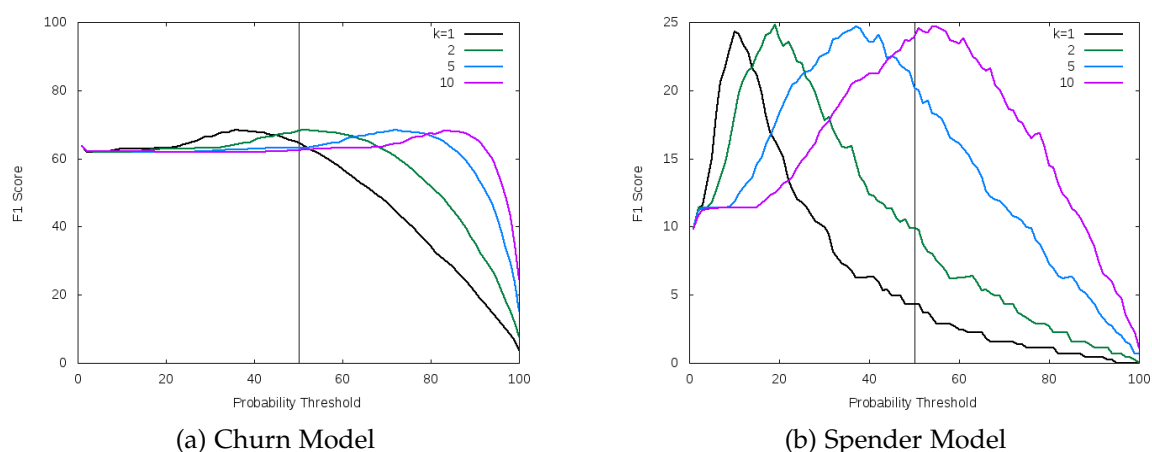 100
80
60
40
20
0
F1 Score
k=1
2
5
10
0 20 40 60 80 100
Probability Threshold
(a) Churn Model
25
20
15
10
5
0
F1 Score
k=1
2
5
10
0 20 40 60 80 100
Probability Threshold
(b) Spender Model